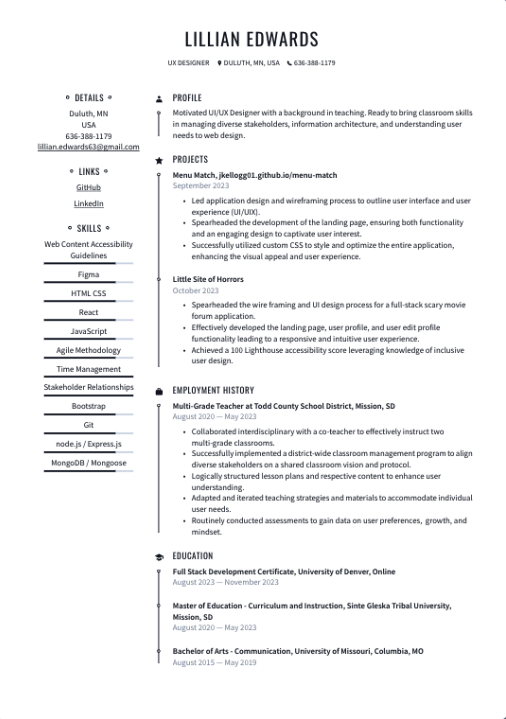 LILLIAN EDWARDS
UX DESIGNER DULUTH, MN, USA 636-388-1179
DETAILS
Duluth, MN
USA
636-388-1179
lillian.edwards63@gmail.com
LINKS
GitHub
LinkedIn
SKILLS
Web Content Accessibility
Guidelines
Figma
HTML CSS
React
JavaScript
Agile Methodology
Time Management
Stakeholder Relationships
Bootstrap
Git
node.js / Express.js
MongoDB / Mongoose
PROFILE
Motivated UI/UX Designer with a background in teaching. Ready to bring classroom skills
in managing diverse stakeholders, information architecture, and understanding user
needs to web design.
PROJECTS
Menu Match, jkellogg01.github.io/menu-match
September 2023
• Led application design and wireframing process to outline user interface and user
experience (UI/UIX).
• Spearheaded the development of the landing page, ensuring both functionality
and an engaging design to captivate user interest.
• Successfully utilized custom CSS to style and optimize the entire application,
enhancing the visual appeal and user experience.
Little Site of Horrors
October 2023
• Spearheaded the wire framing and UI design process for a full-stack scary movie
forum application.
• Effectively developed the landing page, user profile, and user edit profile
functionality leading to a responsive and intuitive user experience.
• Achieved a 100 Lighthouse accessibility score leveraging knowledge of inclusive
user design.
EMPLOYMENT HISTORY
Multi-Grade Teacher at Todd County School District, Mission, SD
August 2020 — May 2023
• Collaborated interdisciplinary with a co-teacher to effectively instruct two
multi-grade classrooms.
• Successfully implemented a district-wide classroom management program to align
diverse stakeholders on a shared classroom vision and protocol.
• Logically structured lesson plans and respective content to enhance user
understanding.
• Adapted and iterated teaching strategies and materials to accommodate individual
user needs.
• Routinely conducted assessments to gain data on user preferences, growth, and
mindset.
EDUCATION
Full Stack Development Certificate, University of Denver, Online
August 2023 — November 2023
Master of Education - Curriculum and Instruction, Sinte Gleska Tribal University,
Mission, SD
August 2020 — May 2023
Bachelor of Arts - Communication, University of Missouri, Columbia, MO
August 2015 — May 2019